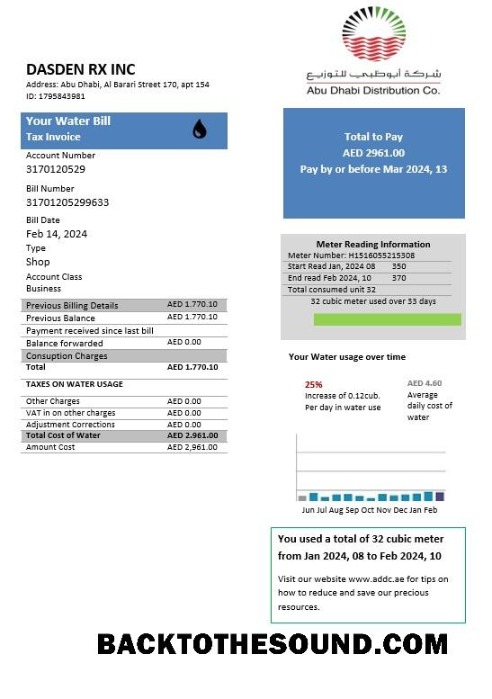 شركة أبوظبي للتوزيع
Abu Dhabi Distribution Co.
DASDEN RX INC
Address: Abu Dhabi, Al Barari Street 170, apt 154
ID: 1795843981
Your Water Bill
Tax Invoice
Account Number
3170120529
Bill Number
31701205299633
Bill Date
Feb 14, 2024
Type
Shop
Account Class
Business
Previous Billing Details AED 1.770.10
Previous Balance AED 1.770.10
Payment received since last bill
Balance forwarded AED 0.00
Consuption Charges
Total AED 1.770.10
TAXES ON WATER USAGE
Other Charges AED 0.00
VAT in on other charges AED 0.00
Adjustment Corrections AED 0.00
Total Cost of Water AED 2.961.00
Amount Cost AED 2,961.00
Total to Pay
AED 2961.00
Pay by or before Mar 2024, 13
Meter Reading Information
Meter Number: H1516055215308
Start Read Jan, 2024 08 350
End read Feb 2024, 10 370
Total consumed unit 32
32 cubic meter used over 33 days
Your Water usage over time
25%
Increase of 0.12cub.
Per day in water use
AED 4.60
Average
daily cost of
water
Jun Jul Aug Sep Oct Nov Dec Jan Feb
You used a total of 32 cubic meter
from Jan 2024, 08 to Feb 2024, 10
Visit our website www.addc.ae for tips on
how to reduce and save our precious
resources.
BACKTOTHESOUND.COM